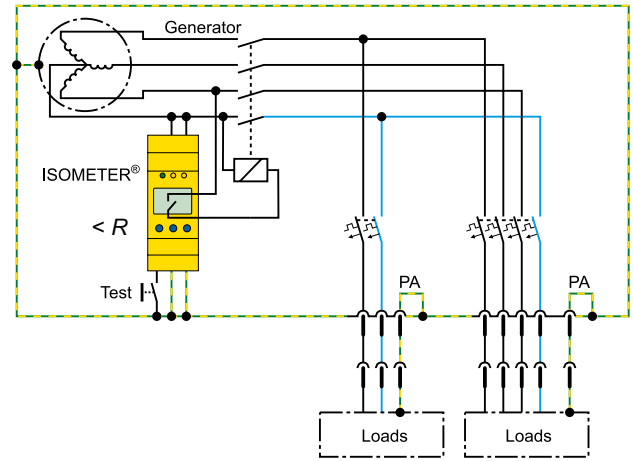 Generator
ISOMETER®
< R
Test
PA
PA
Loads
Loads